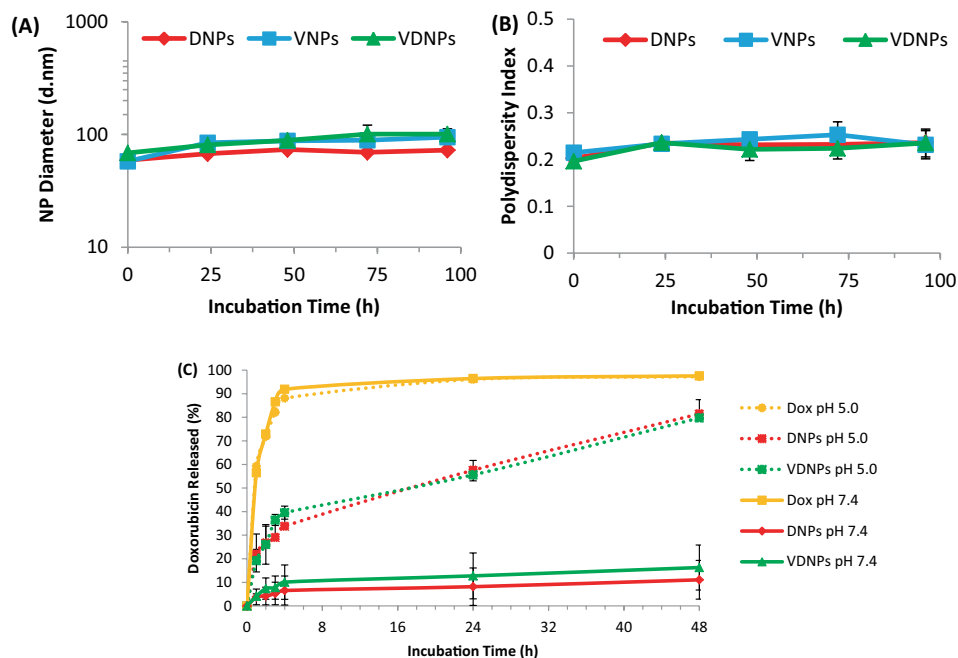 (A)
DNPs VNPs VDNPs
1000
100
10
NP Diameter (d.nm)
0 25 50 75 100
Incubation Time (h)
(B)
DNPs VNPs VDNPs
0.5
0.4
0.3
0.2
0.1
0
Polydispersity Index
0 25 50 75 100
Incubation Time (h)
(C)
100
90
80
70
60
50
40
30
20
10
0
Doxorubicin Released (%)
0 8 16 24 32 40 48
Incubation Time (h)
Dox pH 5.0
DNPs pH 5.0
VDNPs pH 5.0
Dox pH 7.4
DNPs pH 7.4
VDNPs pH 7.4